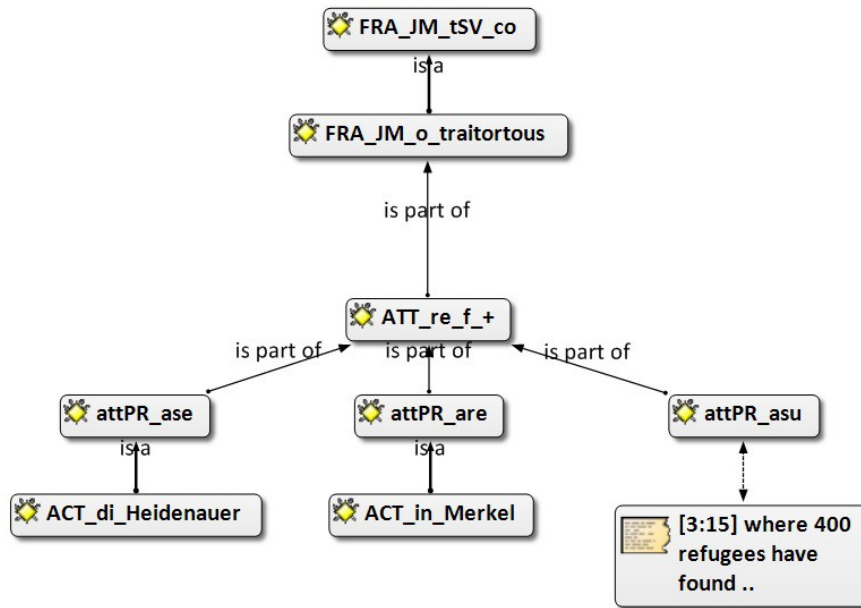 FRA_JM_tSV_co
is a
FRA_JM_o_traitortous
is part of
ATT_re_f_+
is part of is part of is part of
attPR_ase attPR_are attPR_asu
is a is a
ACT_di_Heidenauer ACT_in_Merkel
[3:15] where 400
refugees have
found ..